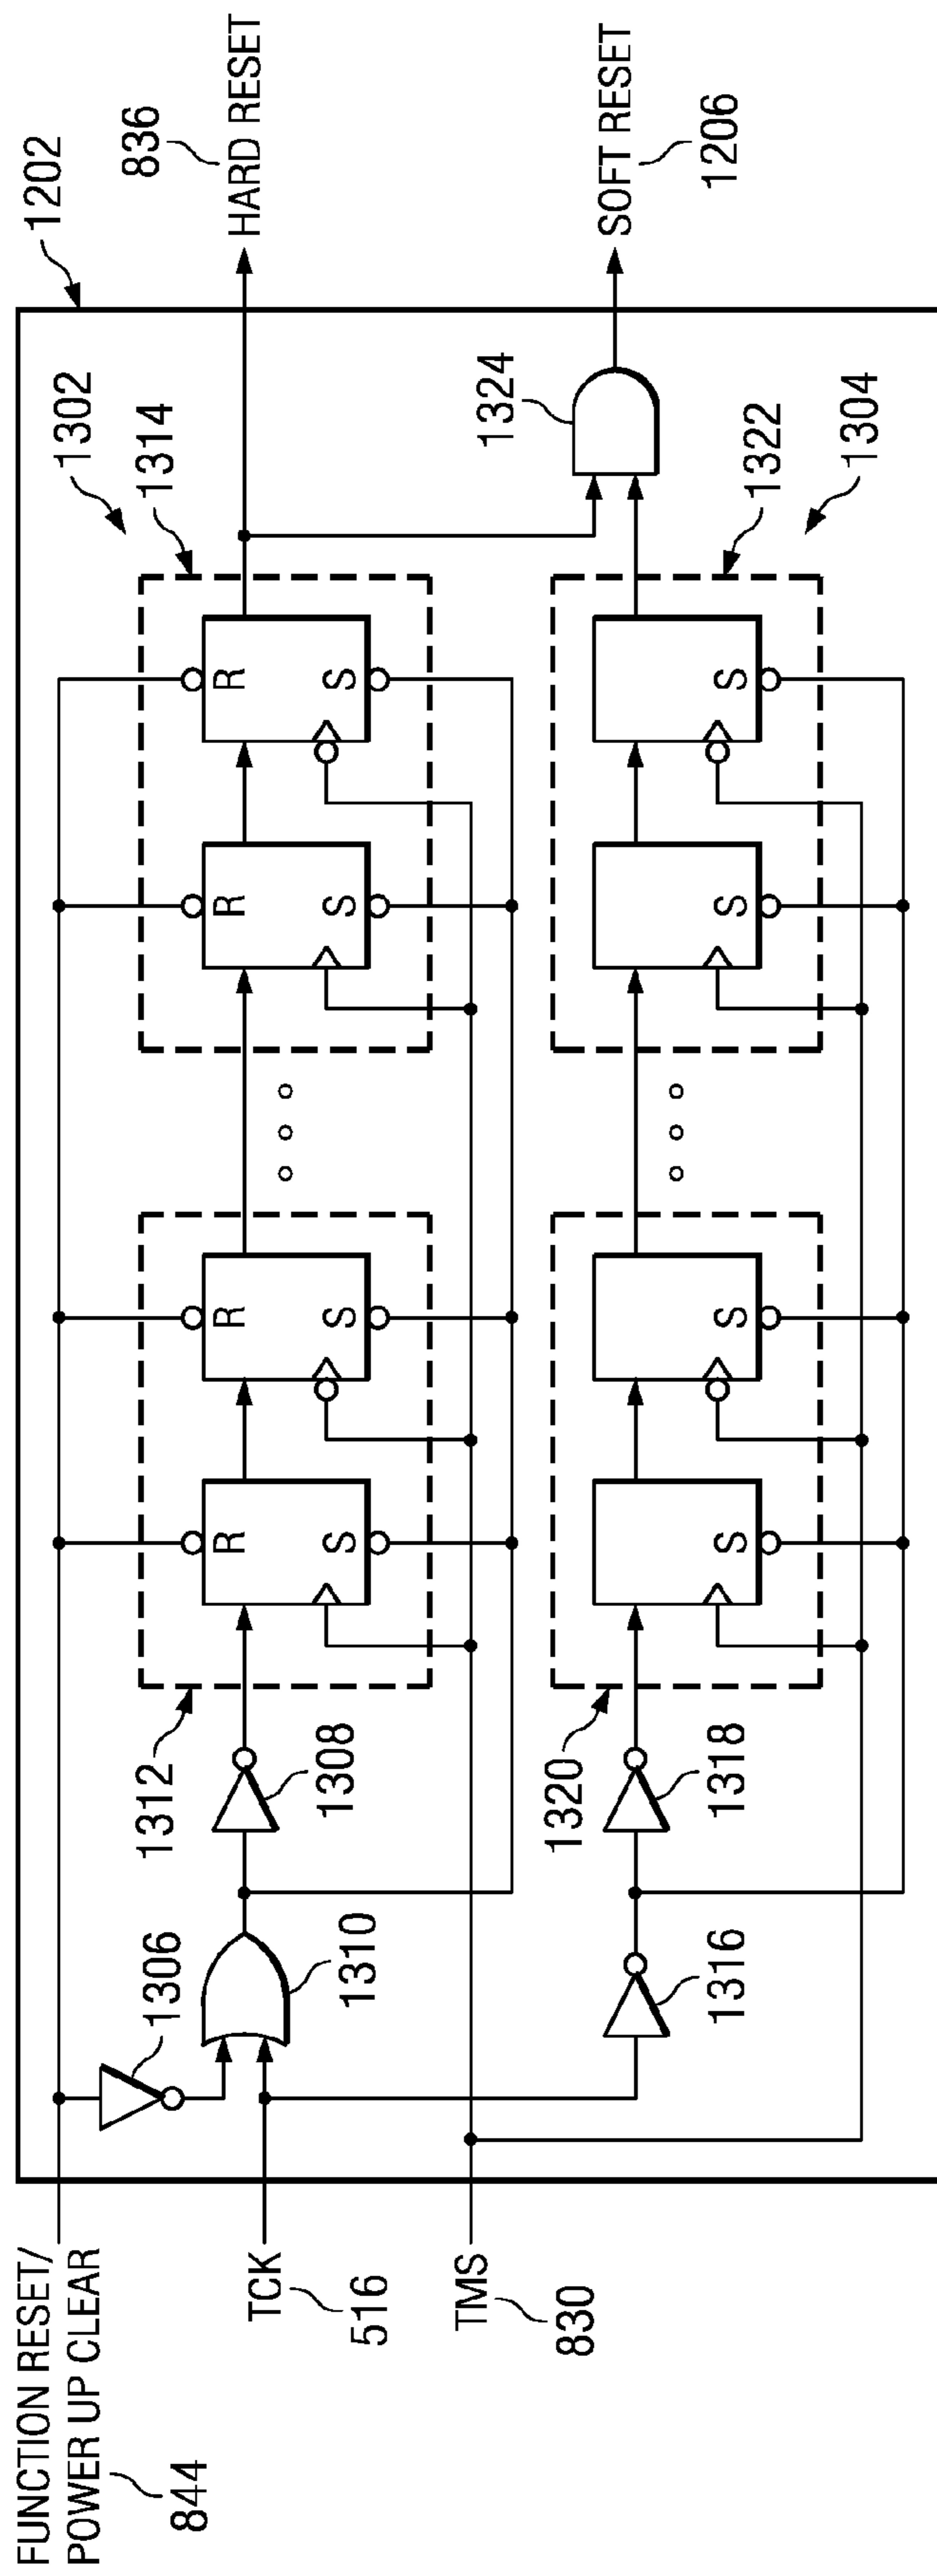 FUNCTION RESET/
POWER UP CLEAR
844
TCK
516
TMS
830
1202
1302
1314
1312
1306
1308
1310
R
S
R
S
R
S
R
S
836
HARD RESET
1324
SOFT RESET
1206
1316
1318
1320
1322
1304
S
S
S
S